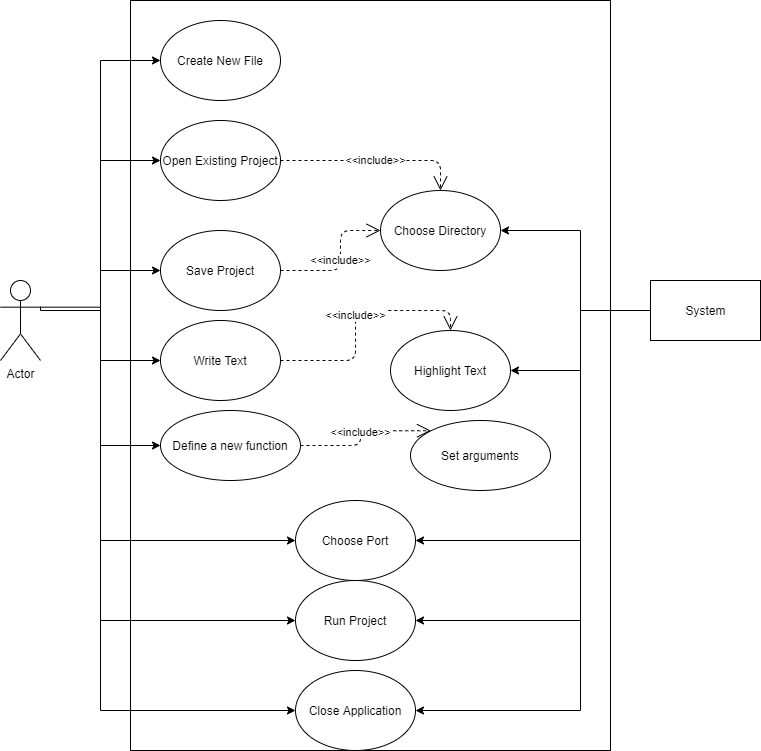 Create New File
Open Existing Project
<<include>>
Choose Directory
Save Project
<<include>>
System
Actor
<<include>>
Write Text
Highlight Text
Define a new function
<<include>>
Set arguments
Choose Port
Run Project
Close Application